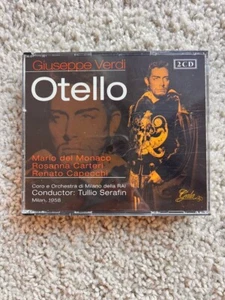 Giuseppe Verdi
2CD
Otello
Mario del Monaco
Rosanna Carteri
Renato Capecchi
Coro e Orchestra di Milano della RAI
Conductor: Tullio Serafin
Milan, 1958
Gala